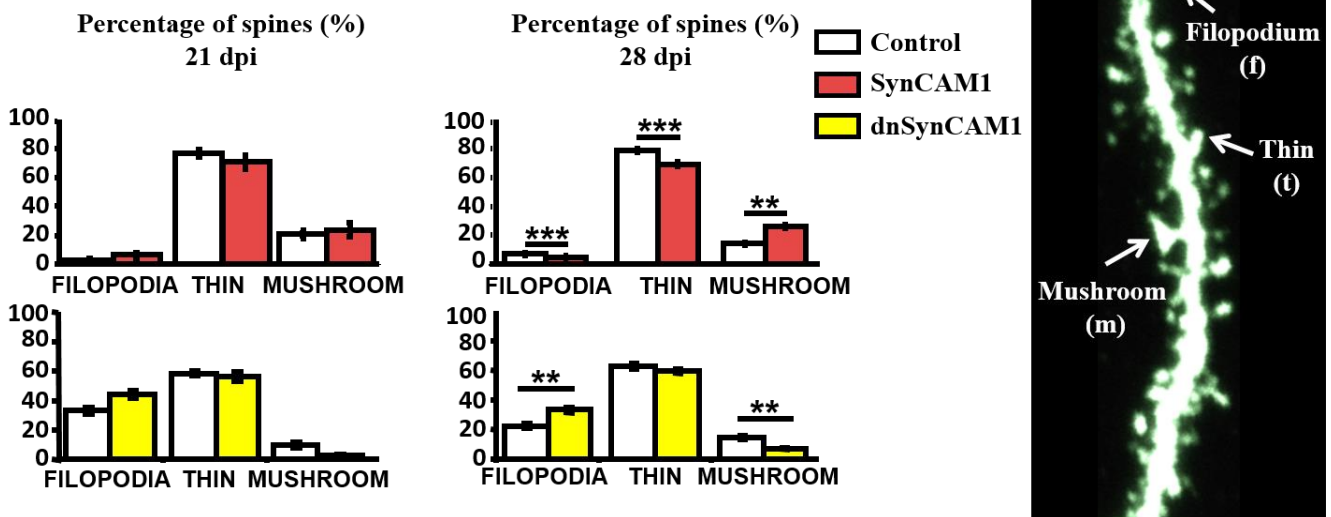 Percentage of spines (%)
21 dpi
100
80
60
40
20
0
FILOPODIA THIN MUSHROOM
Percentage of spines (%)
28 dpi
100
80
60
40
20
0
***
***
**
FILOPODIA THIN MUSHROOM
Control
SynCAM1
dnSynCAM1
100
80
60
40
20
0
FILOPODIA THIN MUSHROOM
100
80
60
40
20
0
**
**
FILOPODIA THIN MUSHROOM
Filopodium
(f)
Thin
(t)
Mushroom
(m)